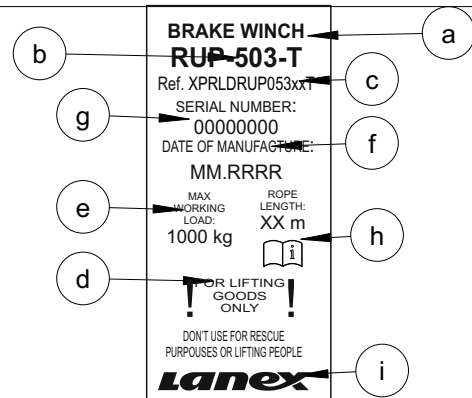 BRAKE WINCH
RUP-503-T
Ref. XPRLDRUP053xxT
SERIAL NUMBER:
00000000
DATE OF MANUFACTURE:
MM.RRRR
MAX
WORKING
LOAD:
1000 kg
ROPE
LENGTH:
XX m
i
! FOR LIFTING !
GOODS
ONLY
DON'T USE FOR RESCUE
PURPOUSES OR LIFTING PEOPLE
Lanex
a
b
c
g
f
e
h
d
i